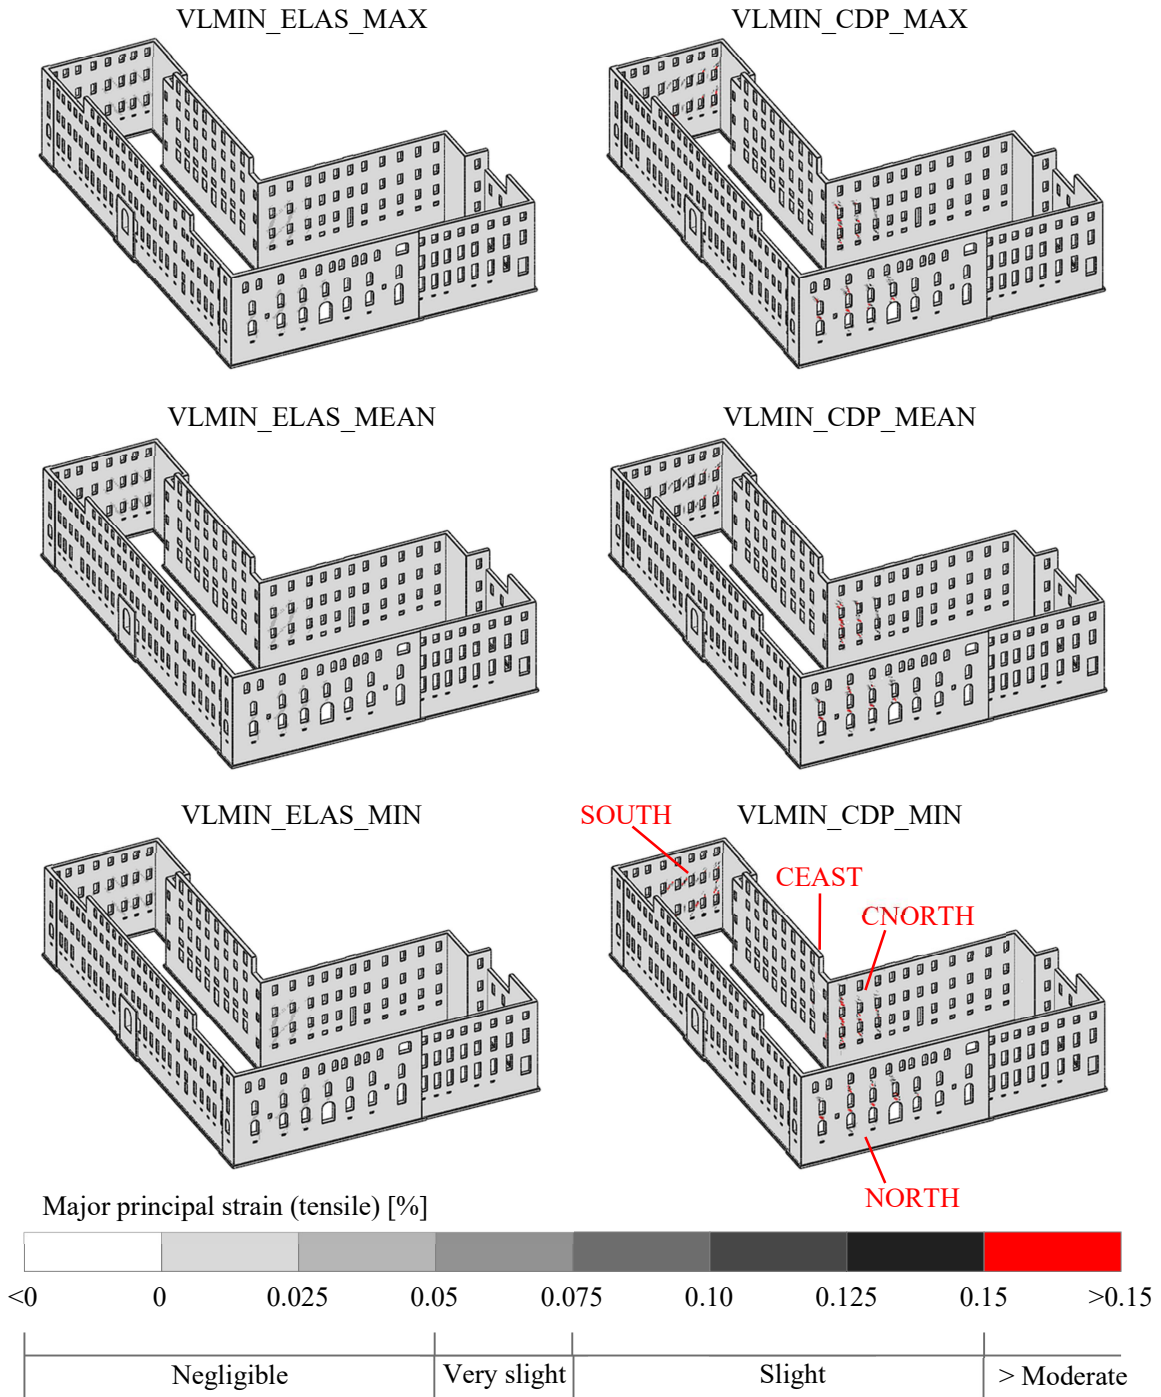 VLMIN_ELAS_MAX
VLMIN_CDP_MAX
VLMIN_ELAS_MEAN
VLMIN_CDP_MEAN
VLMIN_ELAS_MIN
VLMIN_CDP_MIN
SOUTH
CEAST
CNORTH
NORTH
Major principal strain (tensile) [%]
<0 0 0.025 0.05 0.075 0.10 0.125 0.15 >0.15
Negligible Very slight Slight > Moderate